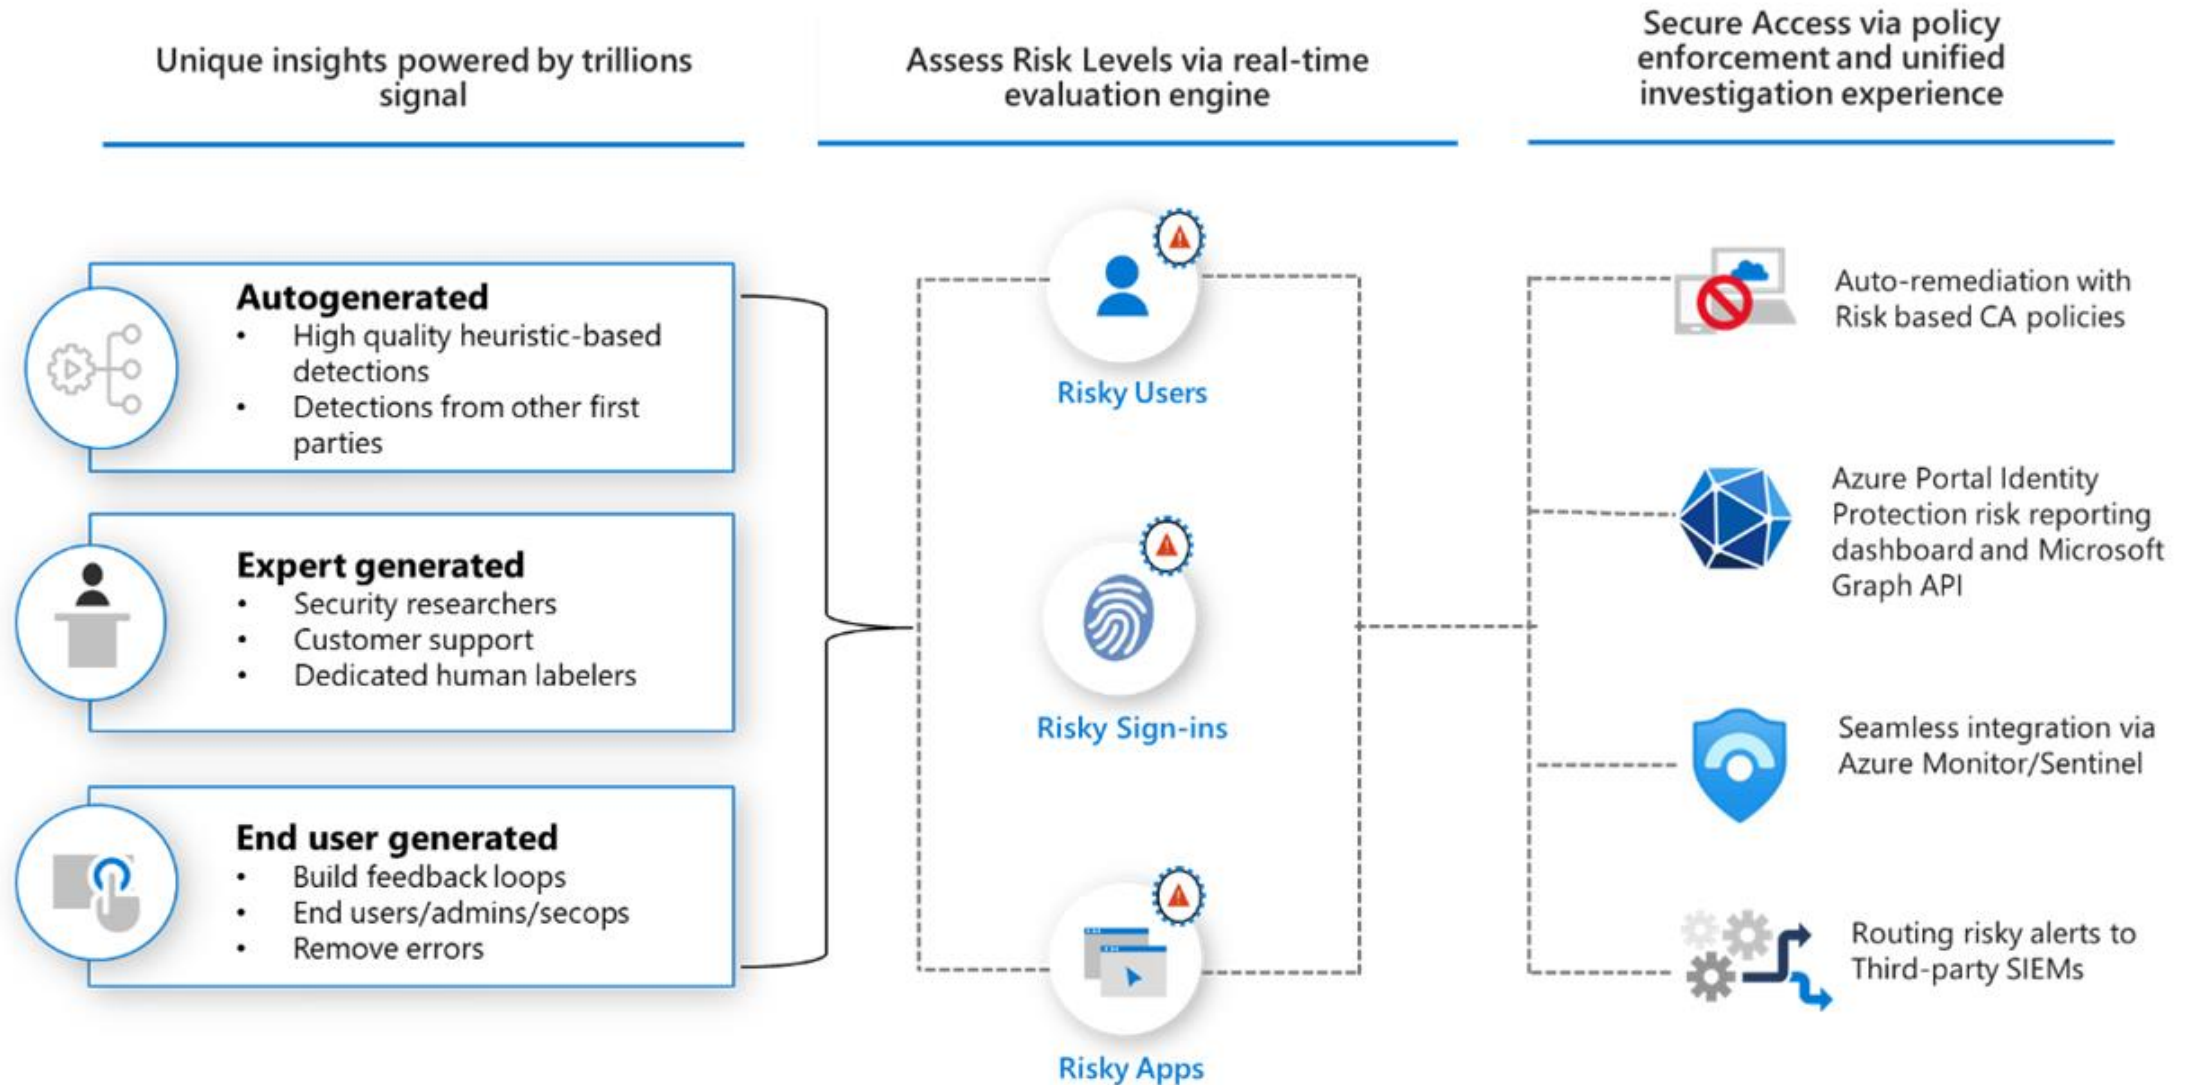 Unique insights powered by trillions
signal
Assess Risk Levels via real-time
evaluation engine
Secure Access via policy
enforcement and unified
investigation experience
Autogenerated
• High quality heuristic-based
detections
• Detections from other first
parties
Expert generated
• Security researchers
• Customer support
• Dedicated human labelers
End user generated
• Build feedback loops
• End users/admins/secops
• Remove errors
Risky Users
Risky Sign-ins
Risky Apps
Auto-remediation with
Risk based CA policies
Azure Portal Identity
Protection risk reporting
dashboard and Microsoft
Graph API
Seamless integration via
Azure Monitor/Sentinel
Routing risky alerts to
Third-party SIEMs